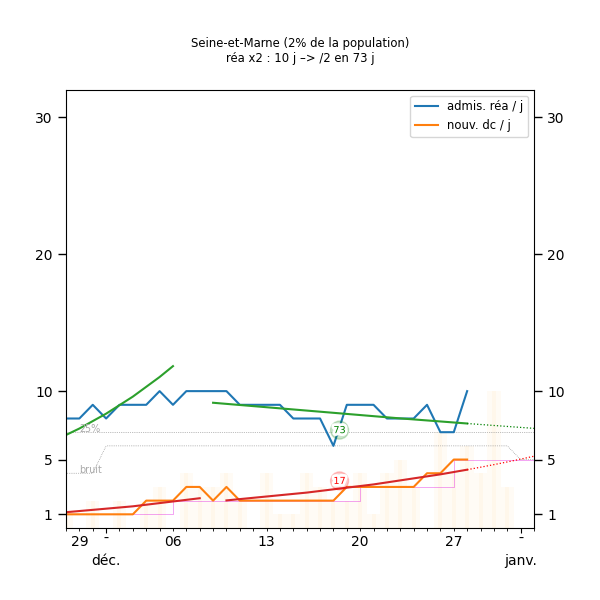 Seine-et-Marne (2% de la population)
réa x2 : 10 j –> /2 en 73 j
admis. réa / j
nouv. dc / j
30 30
20 20
10 10
5 5
1 1
25%
bruit
73
17
29 - 06 13 20 27 -
déc. janv.